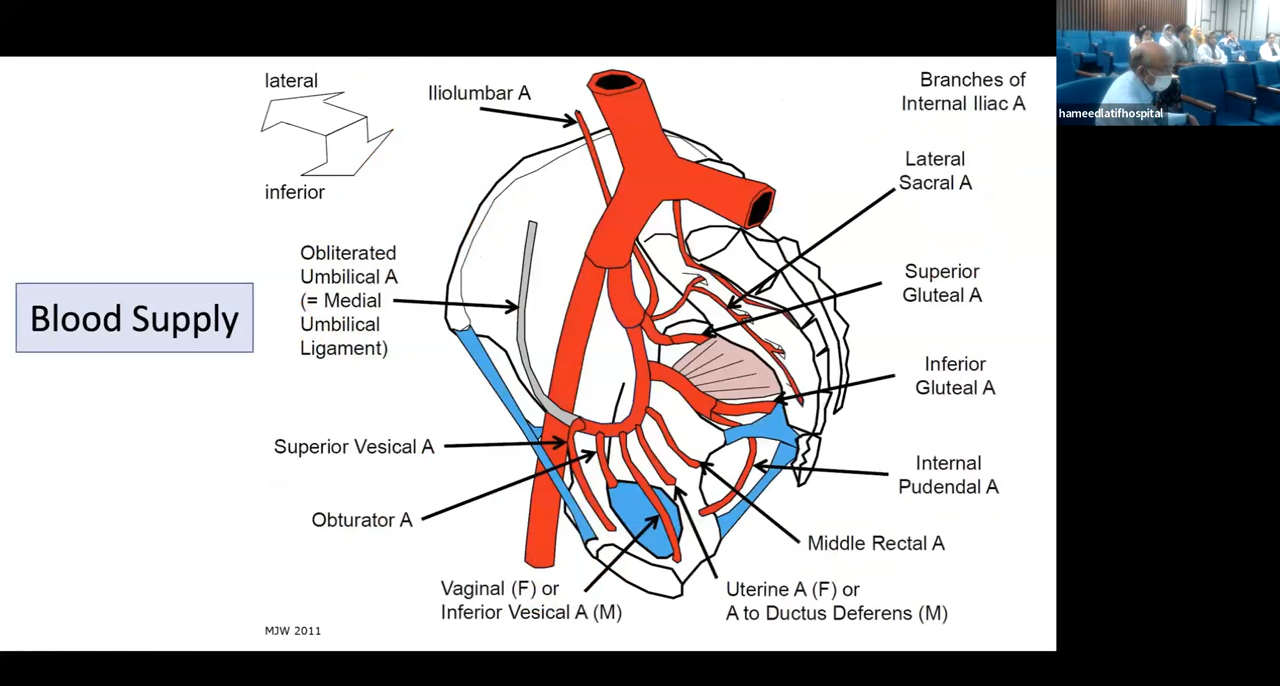 lateral
inferior
Iliolumbar A
Branches of
Internal Iliac A
Lateral
Sacral A
Obliterated
Umbilical A
(= Medial
Umbilical
Ligament)
Superior
Gluteal A
Blood Supply
Inferior
Gluteal A
Superior Vesical A
Internal
Pudendal A
Obturator A
Middle Rectal A
Vaginal (F) or
Inferior Vesical A (M)
Uterine A (F) or
A to Ductus Deferens (M)
MJW 2011
hameedlatifhospital